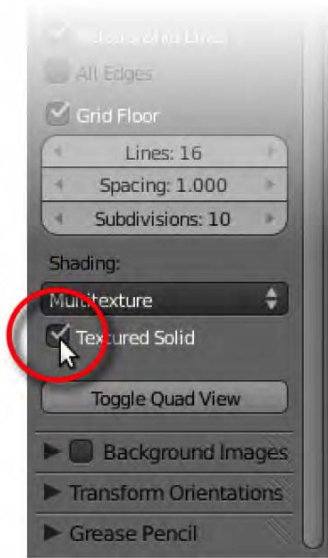 All Edges
Grid Floor
Lines: 16
Spacing: 1.000
Subdivisions: 10
Shading:
Multitexture
Textured Solid
Toggle Quad View
Background Images
Transform Orientations
Grease Pencil